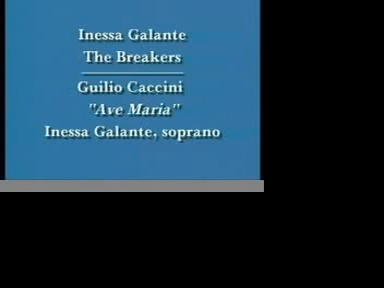 Inessa Galante
The Breakers
Guilio Caccini
"Ave Maria"
Inessa Galante, soprano